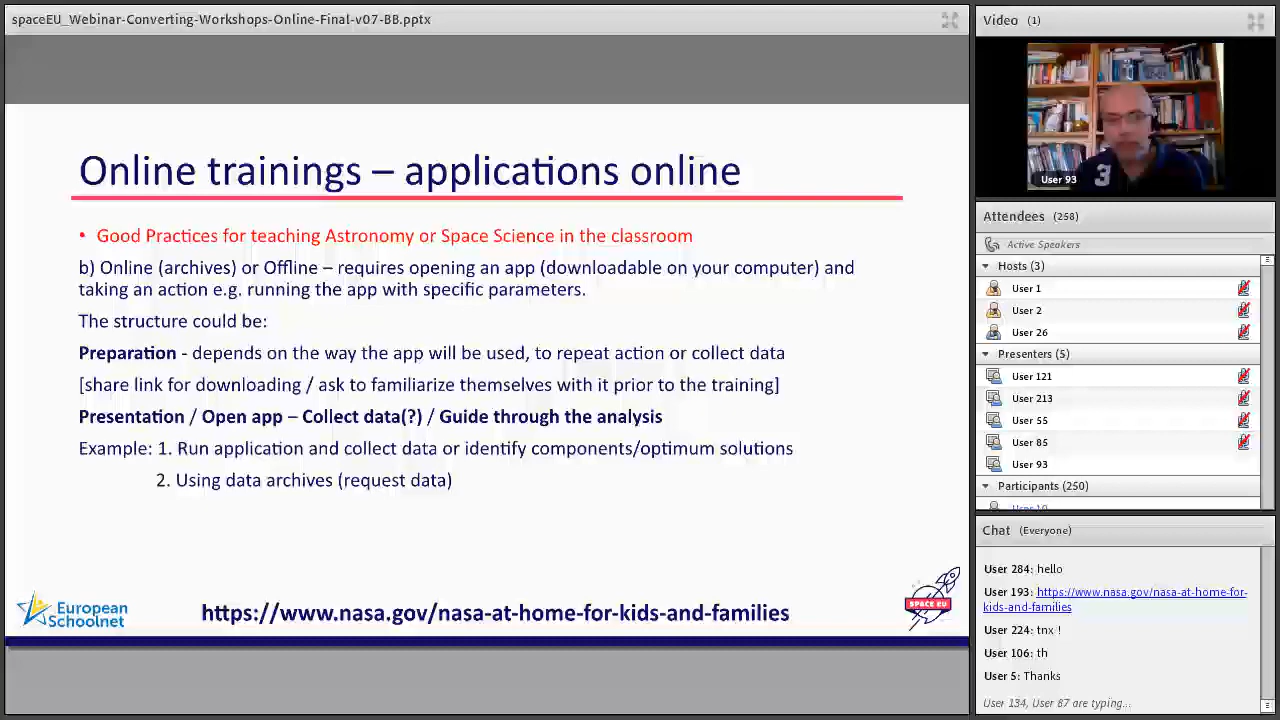 spaceEU_Webinar-Converting-Workshops-Online-Final-v07-BB.pptx
Online trainings – applications online
• Good Practices for teaching Astronomy or Space Science in the classroom
b) Online (archives) or Offline – requires opening an app (downloadable on your computer) and
taking an action e.g. running the app with specific parameters.
The structure could be:
Preparation - depends on the way the app will be used, to repeat action or collect data
[share link for downloading / ask to familiarize themselves with it prior to the training]
Presentation / Open app – Collect data(?) / Guide through the analysis
Example: 1. Run application and collect data or identify components/optimum solutions
2. Using data archives (request data)
European
Schoolnet
https://www.nasa.gov/nasa-at-home-for-kids-and-families
SPACE EU
Video (1)
3
User 93
Attendees (258)
Active Speakers
Hosts (3)
User 1
User 2
User 26
Presenters (5)
User 121
User 213
User 55
User 85
User 93
Participants (250)
Chat (Everyone)
User 284: hello
User 193: https://www.nasa.gov/nasa-at-home-for-
kids-and-families
User 224: tnx !
User 106: th
User 5: Thanks
User 134, User 87 are typing...